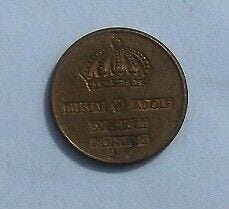 GUSTAF VI ADOLF
SVERIGES
KONUNG